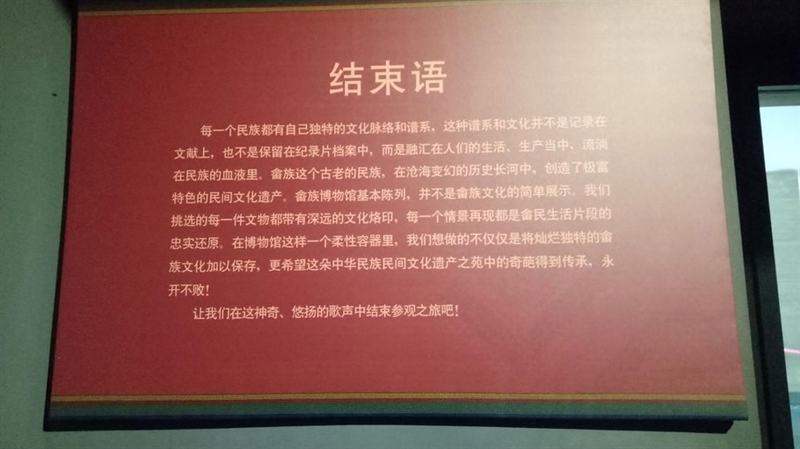 结束语
每一个民族都有自己独特的文化脉络和谱系，这种谱系和文化并不是记录在
文献上，也不是保留在纪录片档案中，而是融汇在人们的生活、生产当中，流淌
在民族的血液里。畲族这个古老的民族，在沧海变幻的历史长河中，创造了极富
特色的民间文化遗产。畲族博物馆基本陈列，并不是畲族文化的简单展示。我们
挑选的每一件文物都带有深远的文化烙印，每一个情景再现都是畲民生活片段的
忠实还原。在博物馆这样一个柔性容器里，我们想做的不仅仅是将灿烂独特的畲
族文化加以保存，更希望这朵中华民族民间文化遗产之苑中的奇葩得到传承，永
开不败！
让我们在这神奇、悠扬的歌声中结束参观之旅吧！